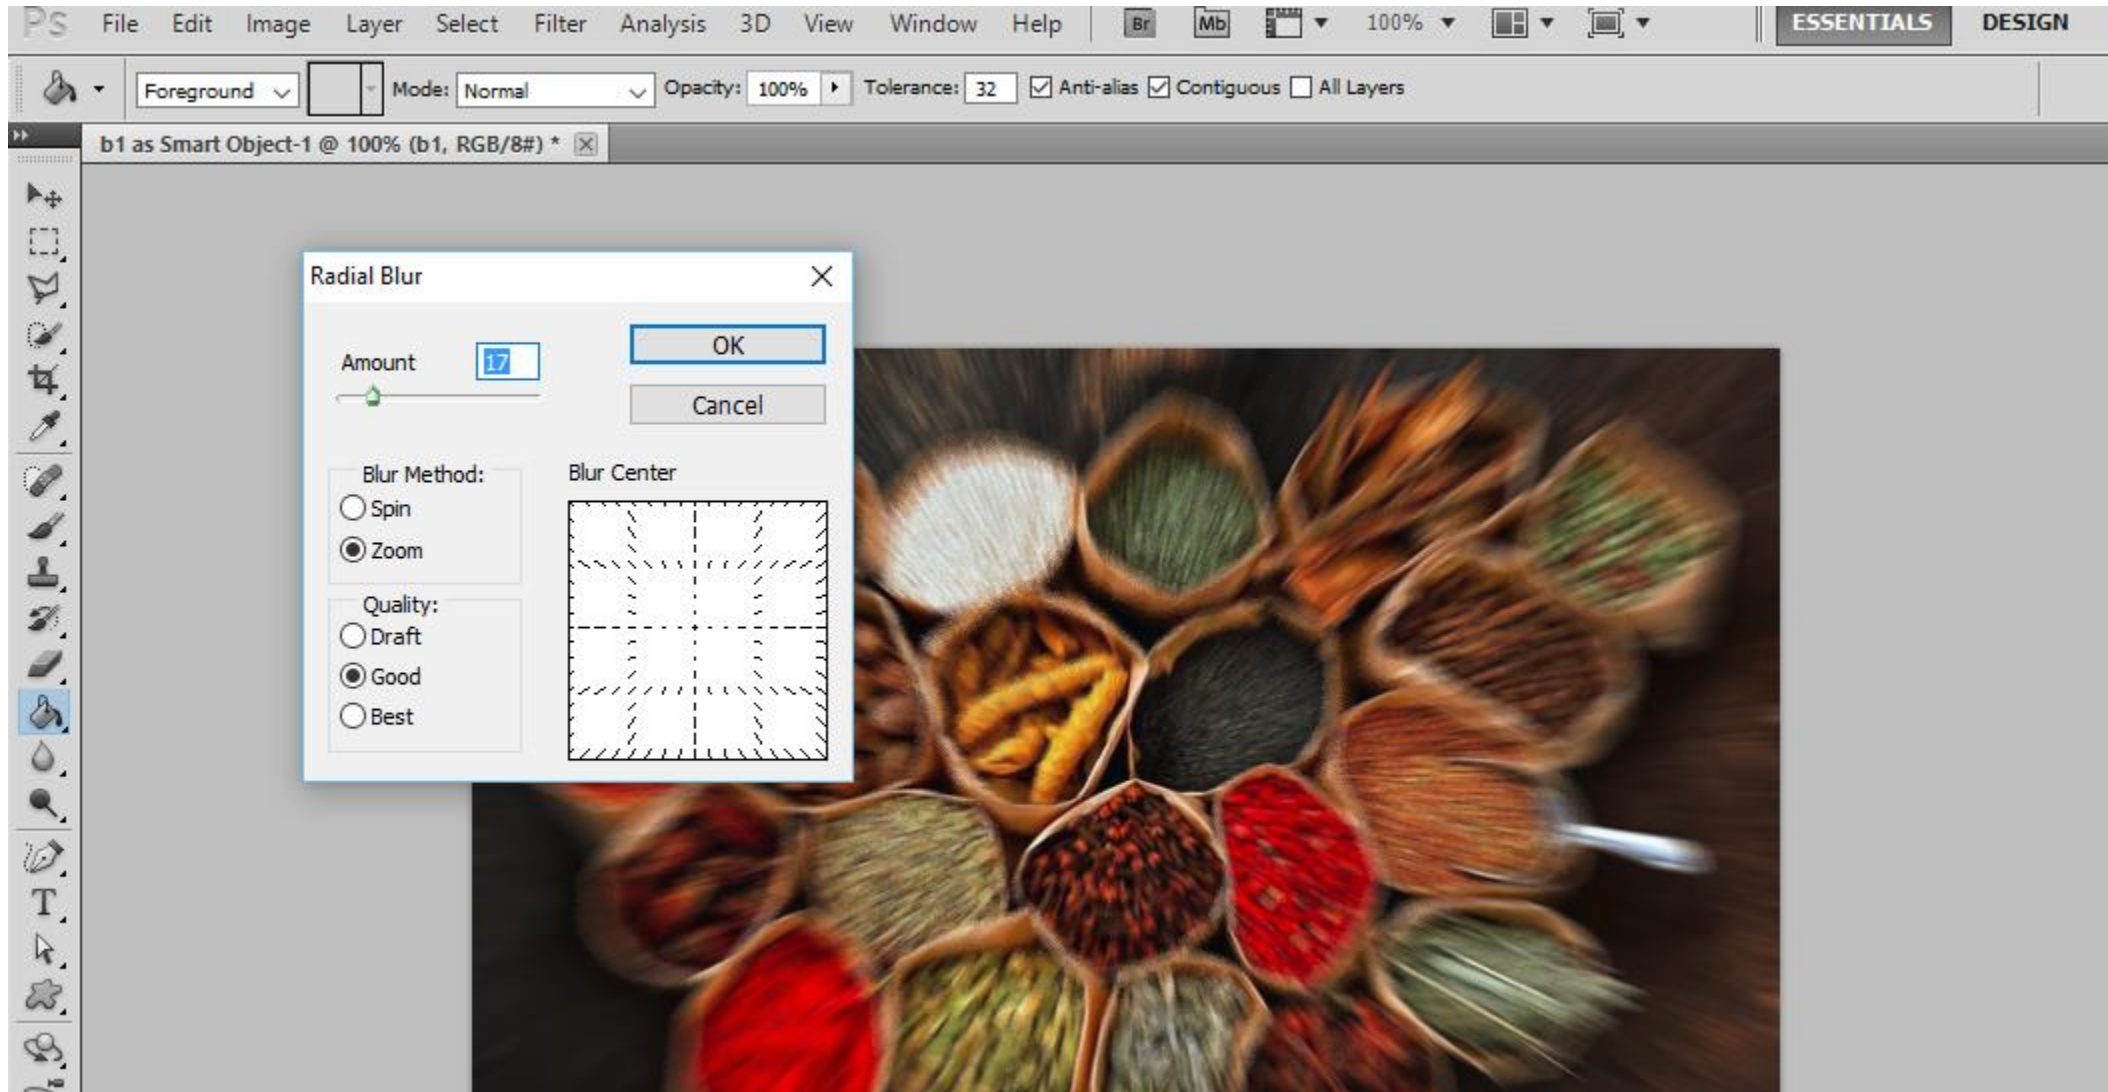 Ps File Edit Image Layer Select Filter Analysis 3D View Window Help Br Mb 100% ESSENTIALS DESIGN
Foreground Mode: Normal Opacity: 100% Tolerance: 32 Anti-alias Contiguous All Layers
b1 as Smart Object-1 @ 100% (b1, RGB/8#) *
Radial Blur
OK
Amount 17
Cancel
Blur Method: Blur Center
Spin
Zoom
Quality:
Draft
Good
Best
T